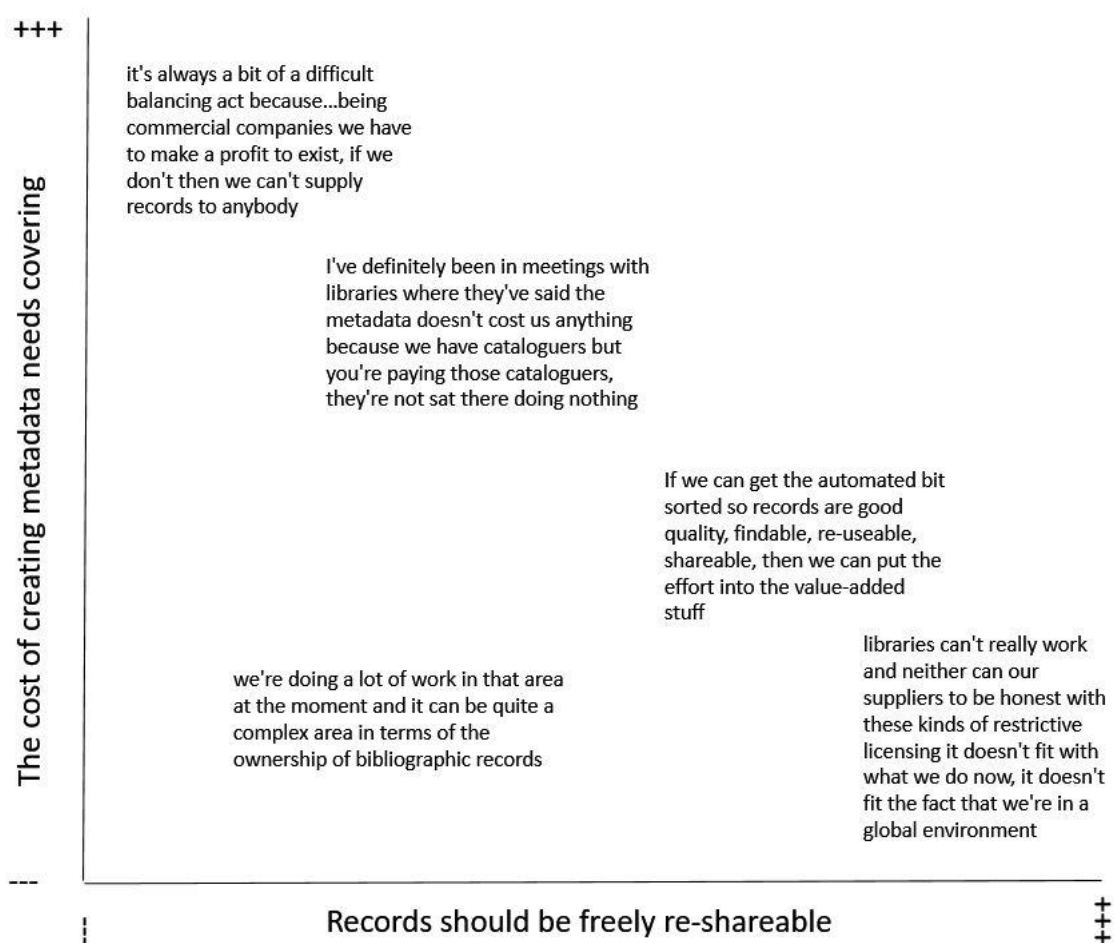 +++
The cost of creating metadata needs covering
it's always a bit of a difficult
balancing act because...being
commercial companies we have
to make a profit to exist, if we
don't then we can't supply
records to anybody
I've definitely been in meetings with
libraries where they've said the
metadata doesn't cost us anything
because we have cataloguers but
you're paying those cataloguers,
they're not sat there doing nothing
If we can get the automated bit
sorted so records are good
quality, findable, re-useable,
shareable, then we can put the
effort into the value-added
stuff
we're doing a lot of work in that area
at the moment and it can be quite a
complex area in terms of the
ownership of bibliographic records
libraries can't really work
and neither can our
suppliers to be honest with
these kinds of restrictive
licensing it doesn't fit with
what we do now, it doesn't
fit the fact that we're in a
global environment
---
---
Records should be freely re-shareable
+++